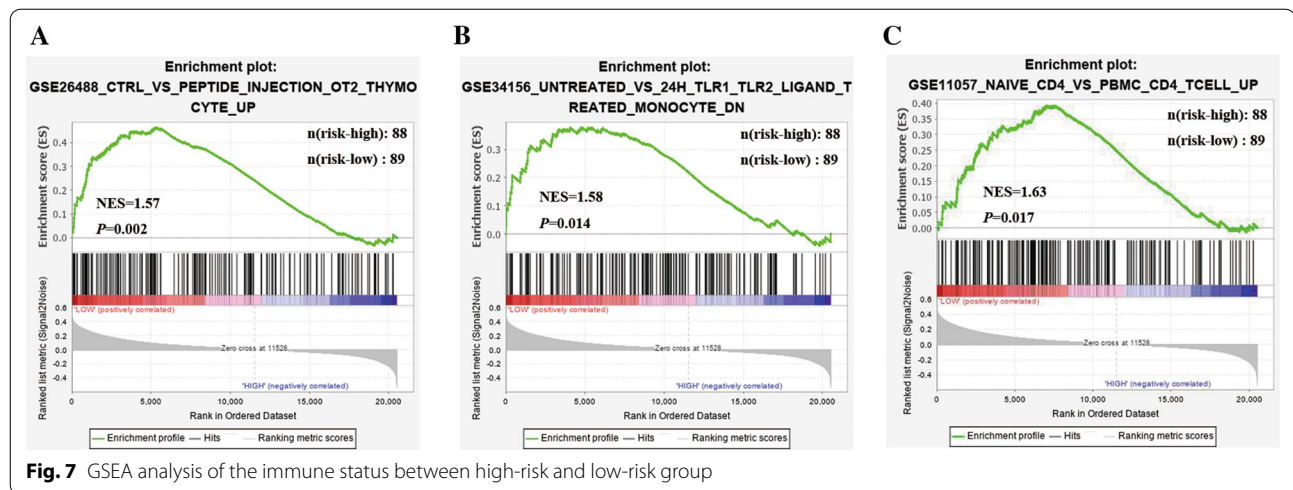 A
Enrichment plot:
GSE26488_CTRL_VS_PEPTIDE_INJECTION_OT2_THYMO
CYTE_UP
n(risk-high): 88
n(risk-low) : 89
NES=1.57
P=0.002
Enrichment score (ES)
0.4
0.3
0.2
0.1
0.0
'LOW' (positively correlated)
Zero cross at 11528
'HIGH' (negatively correlated)
Ranked list metric (Signal2Noise)
0.6
0.4
0.2
0.0
-0.2
-0.4
0 5,000 10,000 15,000 20,000
Rank in Ordered Dataset
Enrichment profile Hits Ranking metric scores
B
Enrichment plot:
GSE34156_UNTREATED_VS_24H_TLR1_TLR2_LIGAND_T
REATED_MONOCYTE_DN
n(risk-high): 88
n(risk-low) : 89
NES=1.58
P=0.014
Enrichment score (ES)
0.3
0.2
0.1
0.0
'LOW' (positively correlated)
Zero cross at 11528
'HIGH' (negatively correlated)
Ranked list metric (Signal2Noise)
0.6
0.4
0.2
0.0
-0.2
-0.4
0 5,000 10,000 15,000 20,000
Rank in Ordered Dataset
Enrichment profile Hits Ranking metric scores
C
Enrichment plot:
GSE11057_NAIVE_CD4_VS_PBMC_CD4_TCELL_UP
n(risk-high): 88
n(risk-low) : 89
NES=1.63
P=0.017
Enrichment score (ES)
0.40
0.35
0.30
0.25
0.20
0.15
0.10
0.05
0.00
'LOW' (positively correlated)
Zero cross at 11528
'HIGH' (negatively correlated)
Ranked list metric (Signal2Noise)
0.6
0.4
0.2
0.0
-0.2
-0.4
0 5,000 10,000 15,000 20,000
Rank in Ordered Dataset
Enrichment profile Hits Ranking metric scores
Fig. 7 GSEA analysis of the immune status between high-risk and low-risk group